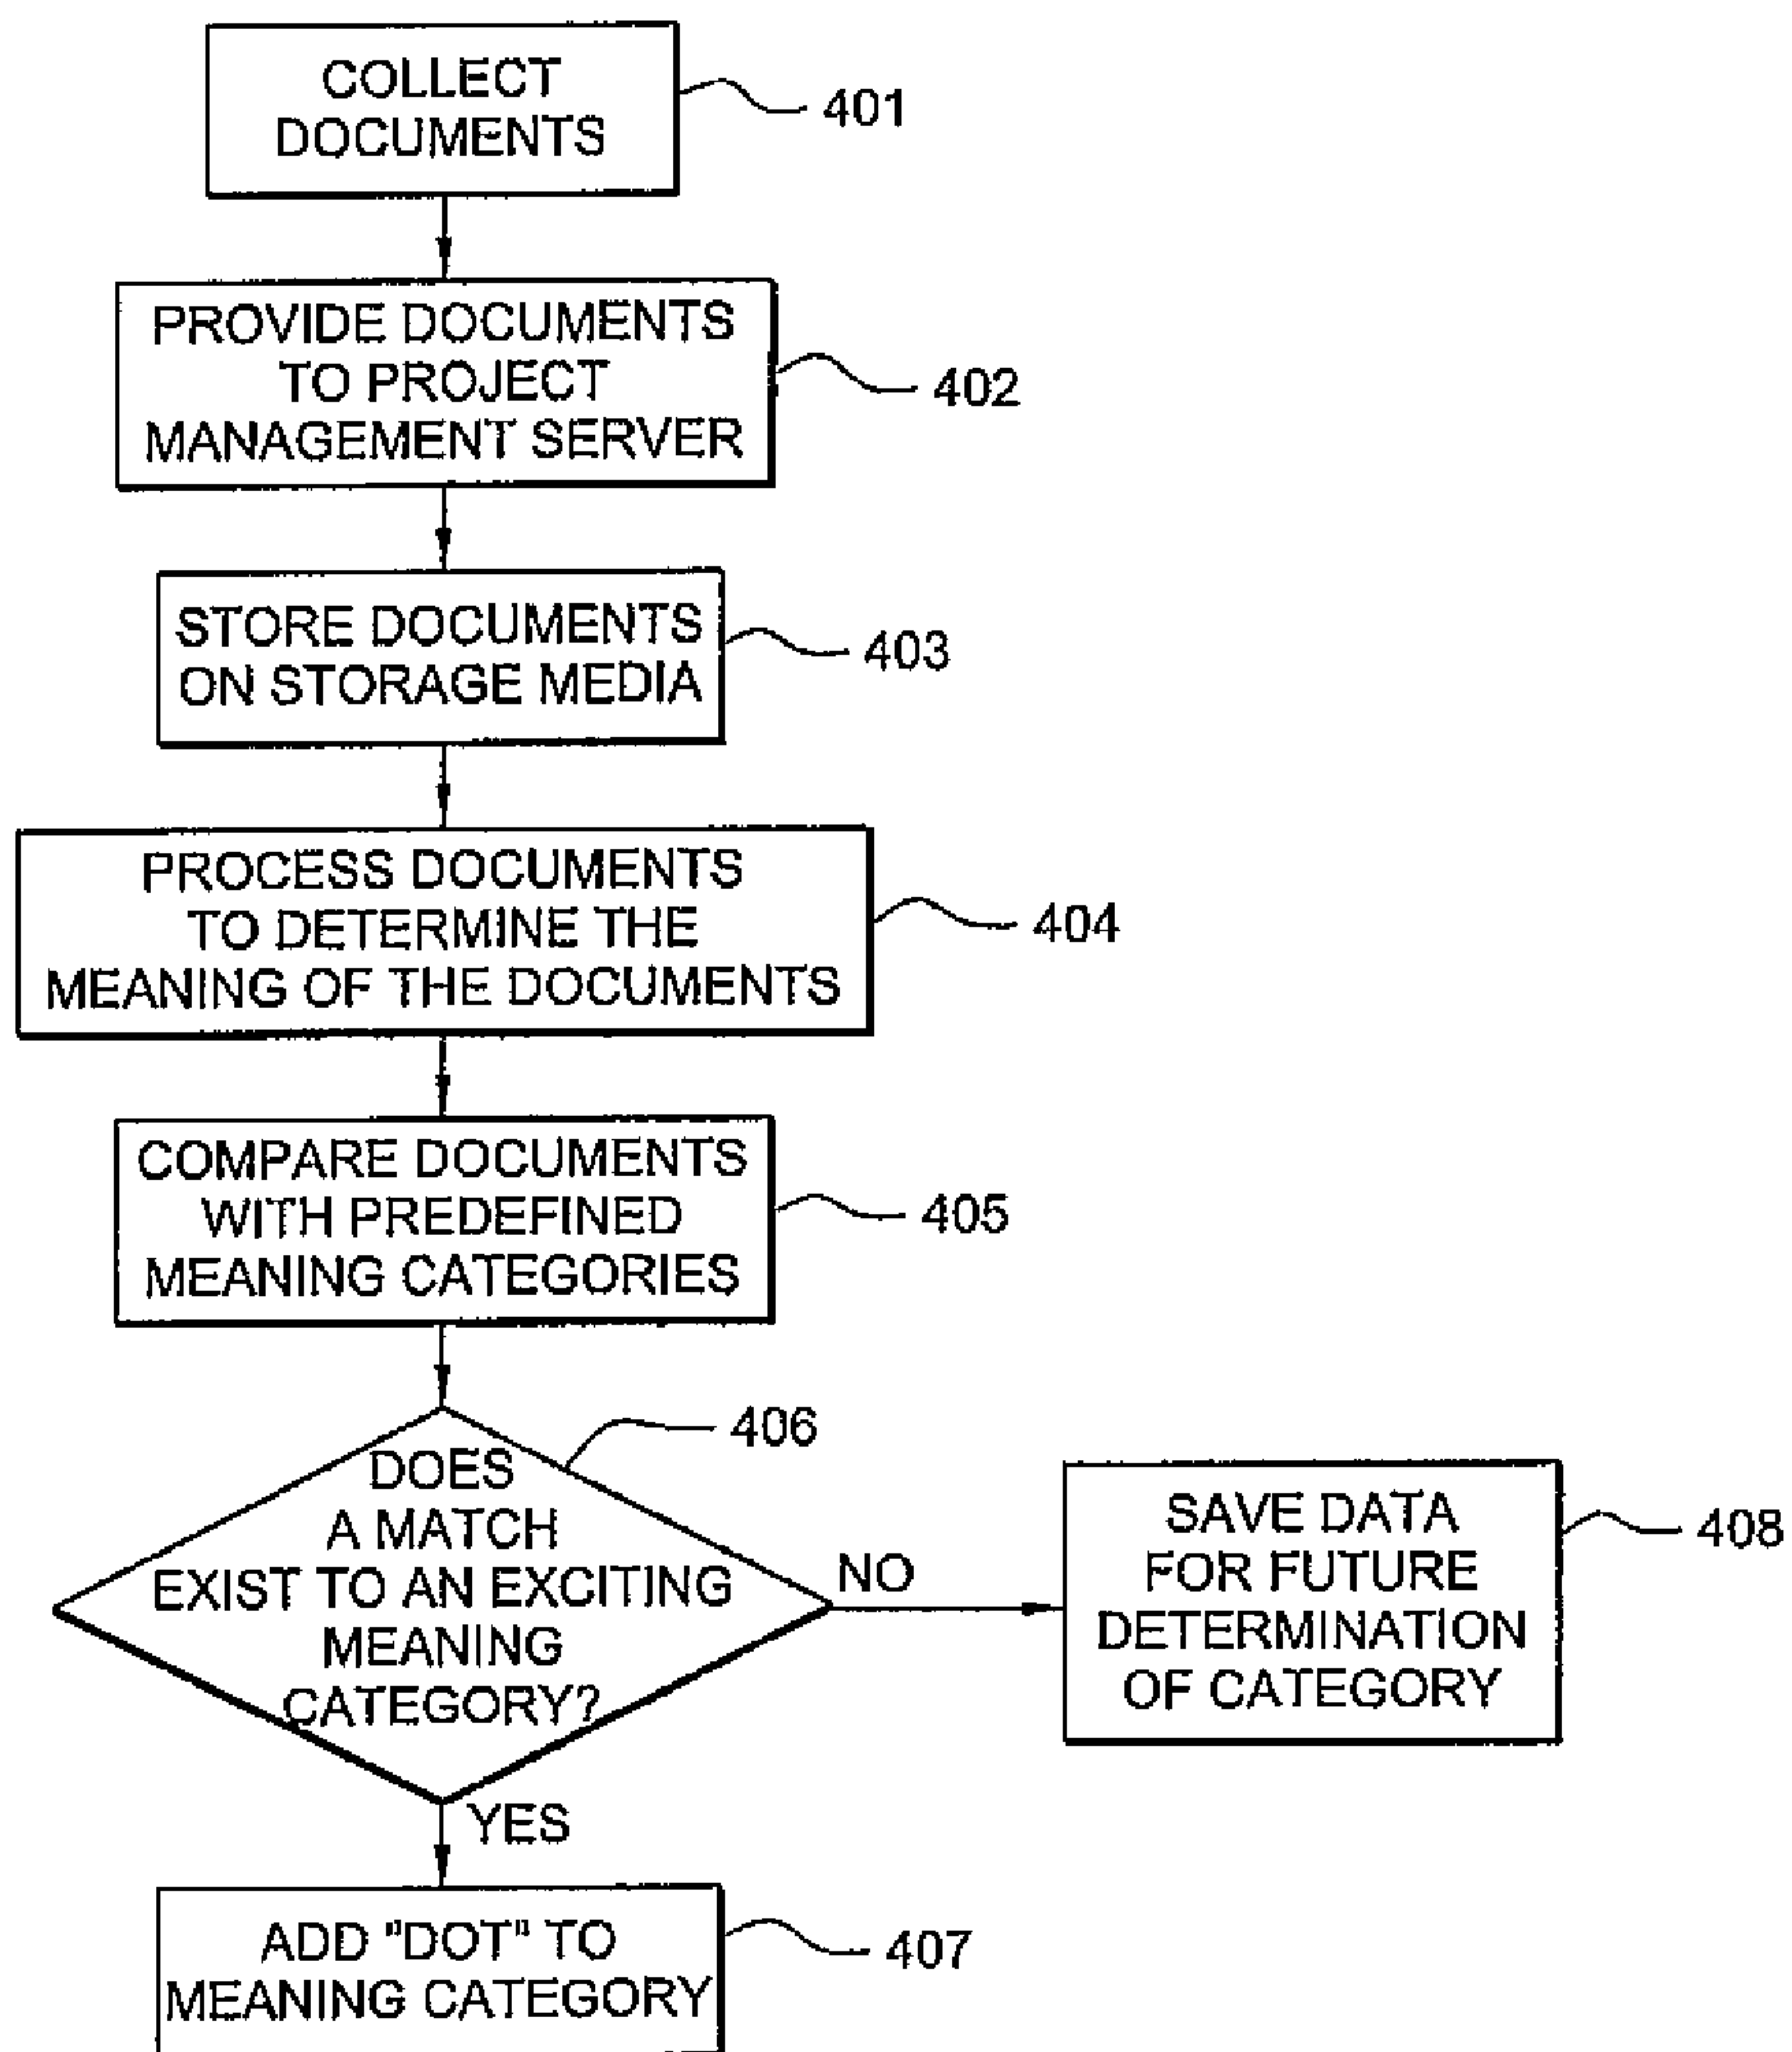 COLLECT
DOCUMENTS
401
PROVIDE DOCUMENTS
TO PROJECT
MANAGEMENT SERVER
402
STORE DOCUMENTS
ON STORAGE MEDIA
403
PROCESS DOCUMENTS
TO DETERMINE THE
MEANING OF THE DOCUMENTS
404
COMPARE DOCUMENTS
WITH PREDEFINED
MEANING CATEGORIES
405
DOES
A MATCH
EXIST TO AN EXCITING
MEANING
CATEGORY?
406
NO
SAVE DATA
FOR FUTURE
DETERMINATION
OF CATEGORY
408
YES
ADD "DOT" TO
MEANING CATEGORY
407